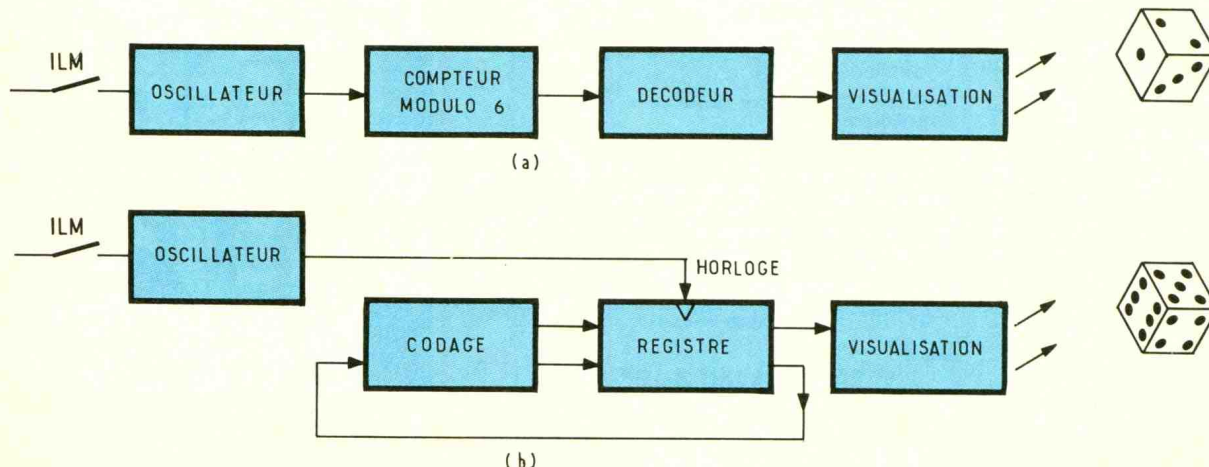 ILM
OSCILLATEUR
COMPTEUR
MODULO 6
DECODEUR
VISUALISATION
(a)
ILM
OSCILLATEUR
HORLOGE
CODAGE
REGISTRE
VISUALISATION
(b)